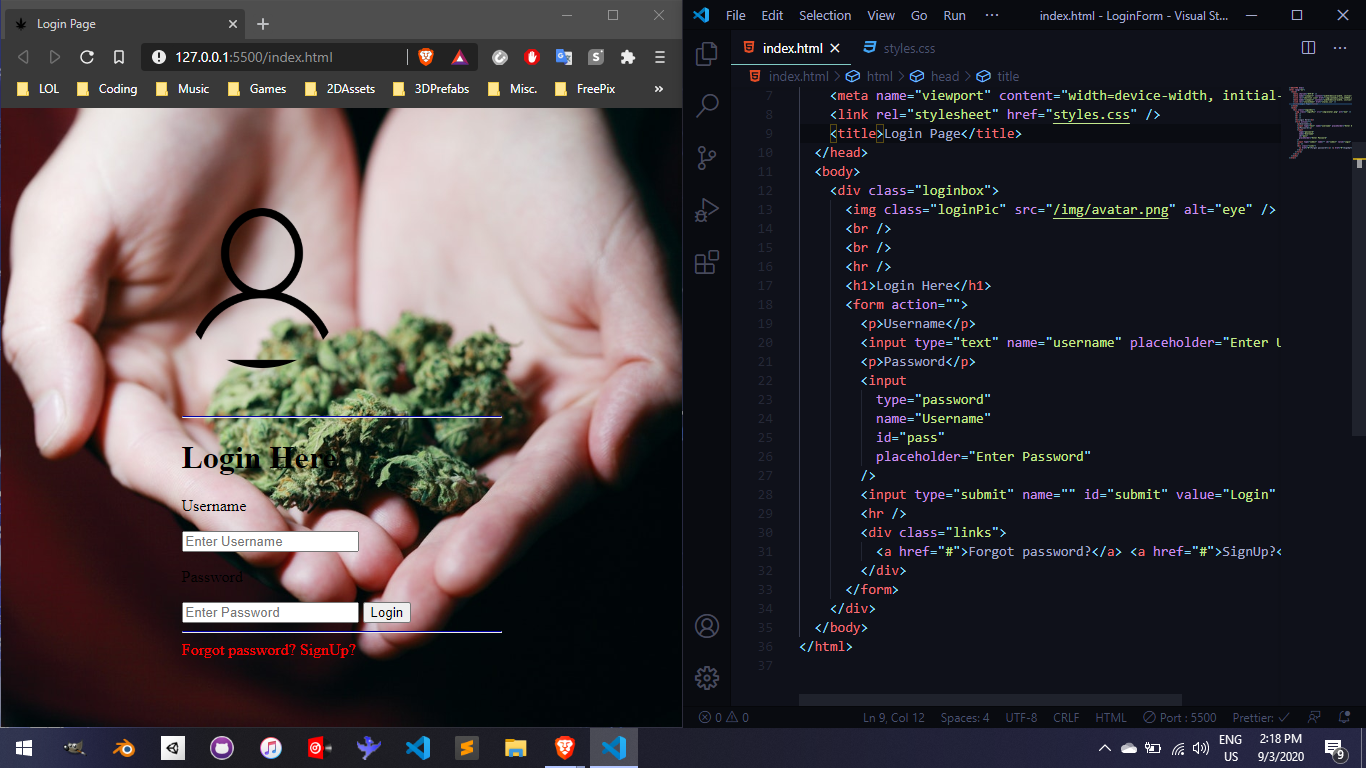 Login Page
127.0.0.1:5500/index.html
LOL Coding Music Games 2DAssets 3DPrefabs Misc. FreePix »
Login Here
Username
Enter Username
Password
Enter Password Login
Forgot password? SignUp?
File Edit Selection View Go Run ··· index.html - LoginForm - Visual St...
index.html styles.css
index.html > html > head > title
7 <meta name="viewport" content="width=device-width, initial-
8 <link rel="stylesheet" href="styles.css" />
9 <title>Login Page</title>
10 </head>
11 <body>
12 <div class="loginbox">
13 <img class="loginPic" src="/img/avatar.png" alt="eye" />
14 <br />
15 <br />
16 <hr />
17 <h1>Login Here</h1>
18 <form action="">
19 <p>Username</p>
20 <input type="text" name="username" placeholder="Enter U
21 <p>Password</p>
22 <input
23 type="password"
24 name="Username"
25 id="pass"
26 placeholder="Enter Password"
27 />
28 <input type="submit" name="" id="submit" value="Login"
29 <hr />
30 <div class="links">
31 <a href="#">Forgot password?</a> <a href="#">SignUp?<
32 </div>
33 </form>
34 </div>
35 </body>
36 </html>
37
0 0 Ln 9, Col 12 Spaces: 4 UTF-8 CRLF HTML Port : 5500 Prettier: ✓
ENG
US
2:18 PM
9/3/2020
9